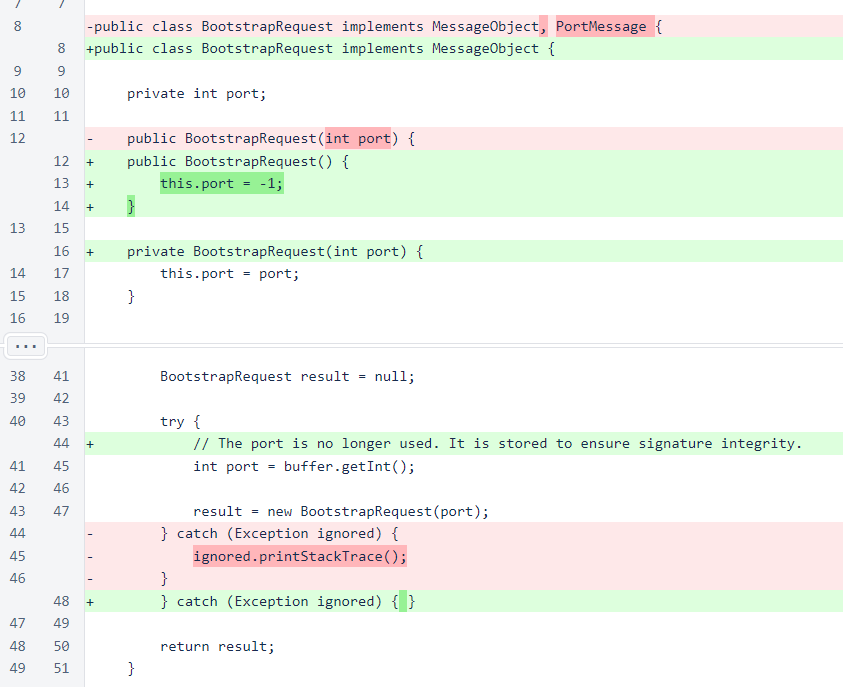 7 7
8 -public class BootstrapRequest implements MessageObject, PortMessage {
8 +public class BootstrapRequest implements MessageObject {
9 9
10 10 private int port;
11 11
12 - public BootstrapRequest(int port) {
12 + public BootstrapRequest() {
13 + this.port = -1;
14 + }
13 15
16 + private BootstrapRequest(int port) {
14 17 this.port = port;
15 18 }
16 19
...
38 41 BootstrapRequest result = null;
39 42
40 43 try {
44 + // The port is no longer used. It is stored to ensure signature integrity.
41 45 int port = buffer.getInt();
42 46
43 47 result = new BootstrapRequest(port);
44 - } catch (Exception ignored) {
45 - ignored.printStackTrace();
46 - }
48 + } catch (Exception ignored) { }
47 49
48 50 return result;
49 51 }